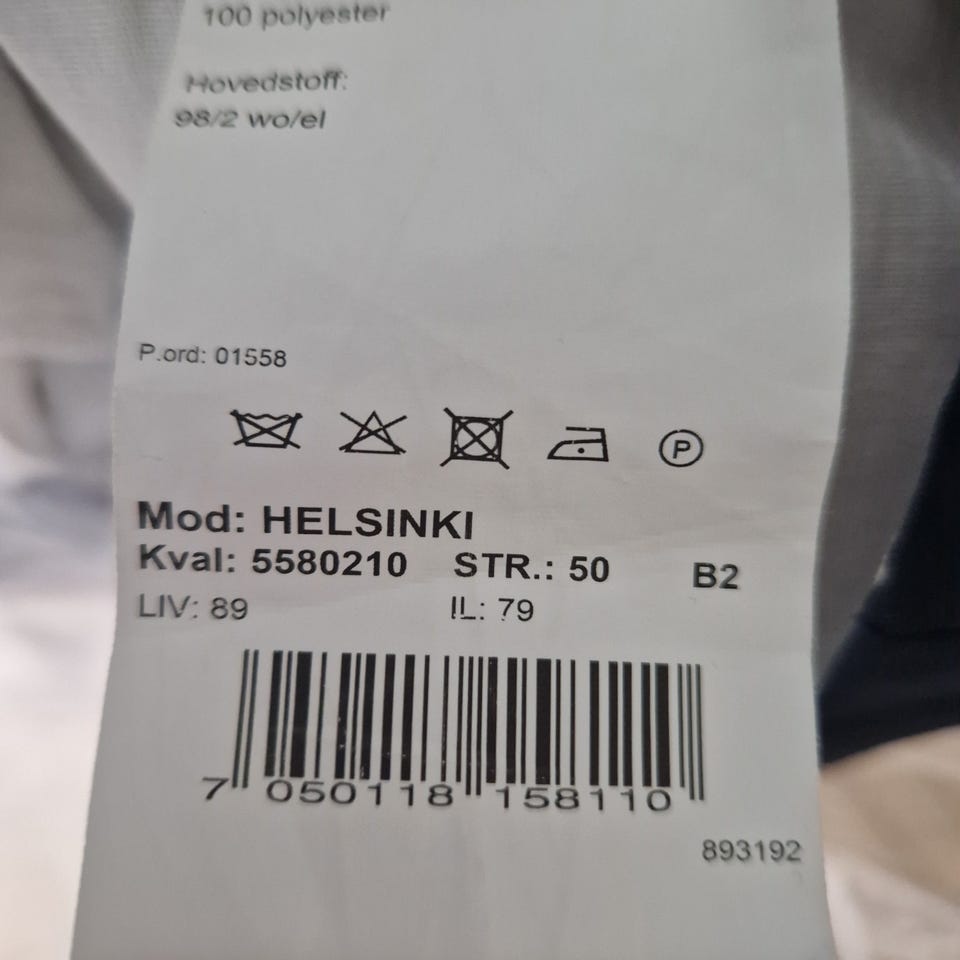 100 polyester
Hovedstoff:
98/2 wo/el
P.ord: 01558
P
Mod: HELSINKI
Kval: 5580210 STR.: 50 B2
LIV: 89 IL: 79
7 050118 158110
893192